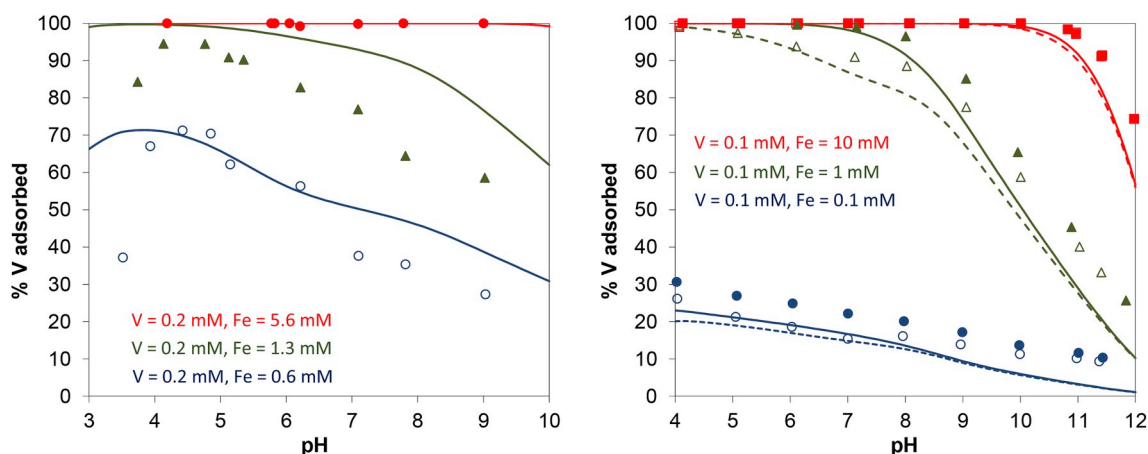 % V adsorbed
100
90
80
70
60
50
40
30
20
10
0
V = 0.2 mM, Fe = 5.6 mM
V = 0.2 mM, Fe = 1.3 mM
V = 0.2 mM, Fe = 0.6 mM
3 4 5 6 7 8 9 10
pH
% V adsorbed
100
90
80
70
60
50
40
30
20
10
0
V = 0.1 mM, Fe = 10 mM
V = 0.1 mM, Fe = 1 mM
V = 0.1 mM, Fe = 0.1 mM
4 5 6 7 8 9 10 11 12
pH